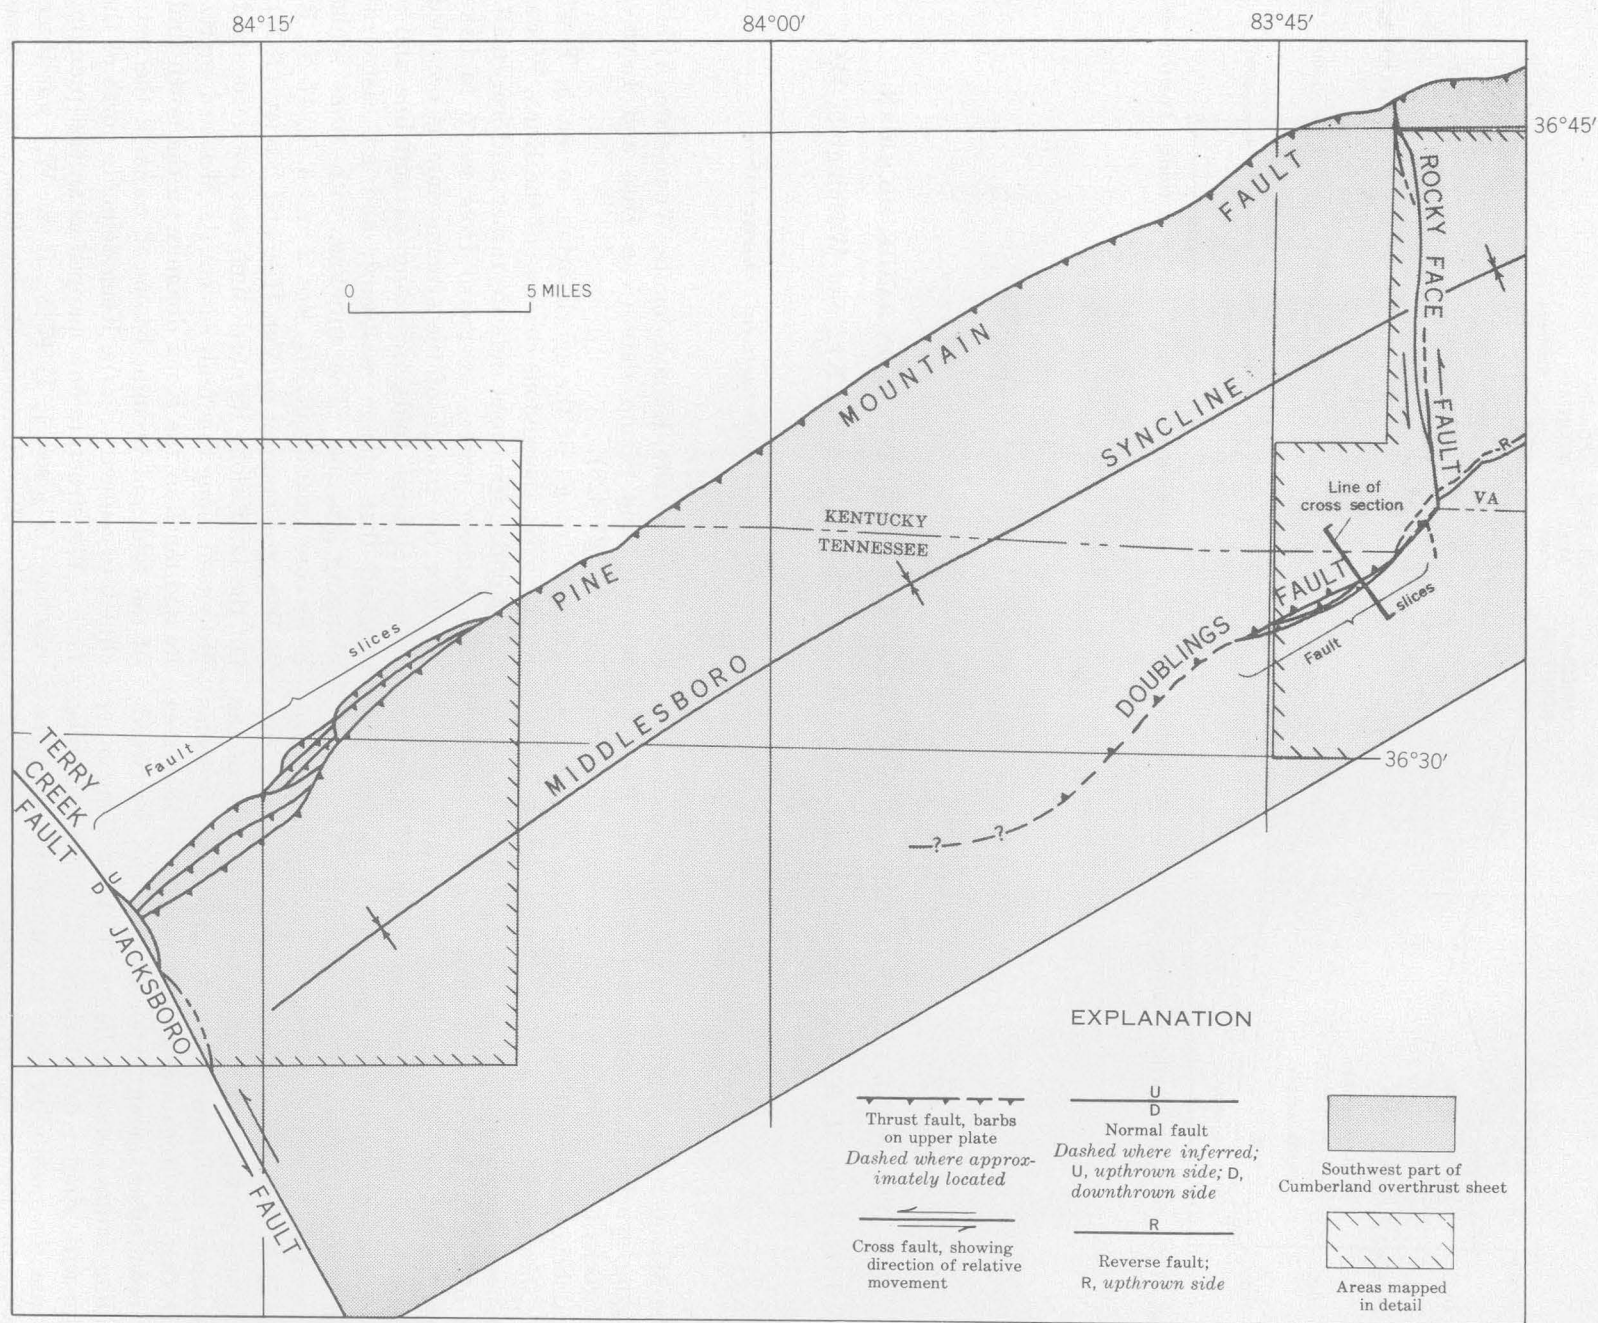 84°15′ 84°00′ 83°45′
36°45′
ROCKY FACE FAULT
FAULT
0 5 MILES
MOUNTAIN
SYNCLINE
R
Line of
cross section
VA
KENTUCKY
TENNESSEE
PINE
FAULT
slices
Fault
slices
Fault
DOUBLINGS
MIDDLESBORO
TERRY
CREEK
FAULT
36°30′
? ?
U
D
JACKSBORO
FAULT
EXPLANATION
Thrust fault, barbs
on upper plate
Dashed where approx-
imately located
U
D
Normal fault
Dashed where inferred;
U, upthrown side; D,
downthrown side
Southwest part of
Cumberland overthrust sheet
Cross fault, showing
direction of relative
movement
R
Reverse fault;
R, upthrown side
Areas mapped
in detail